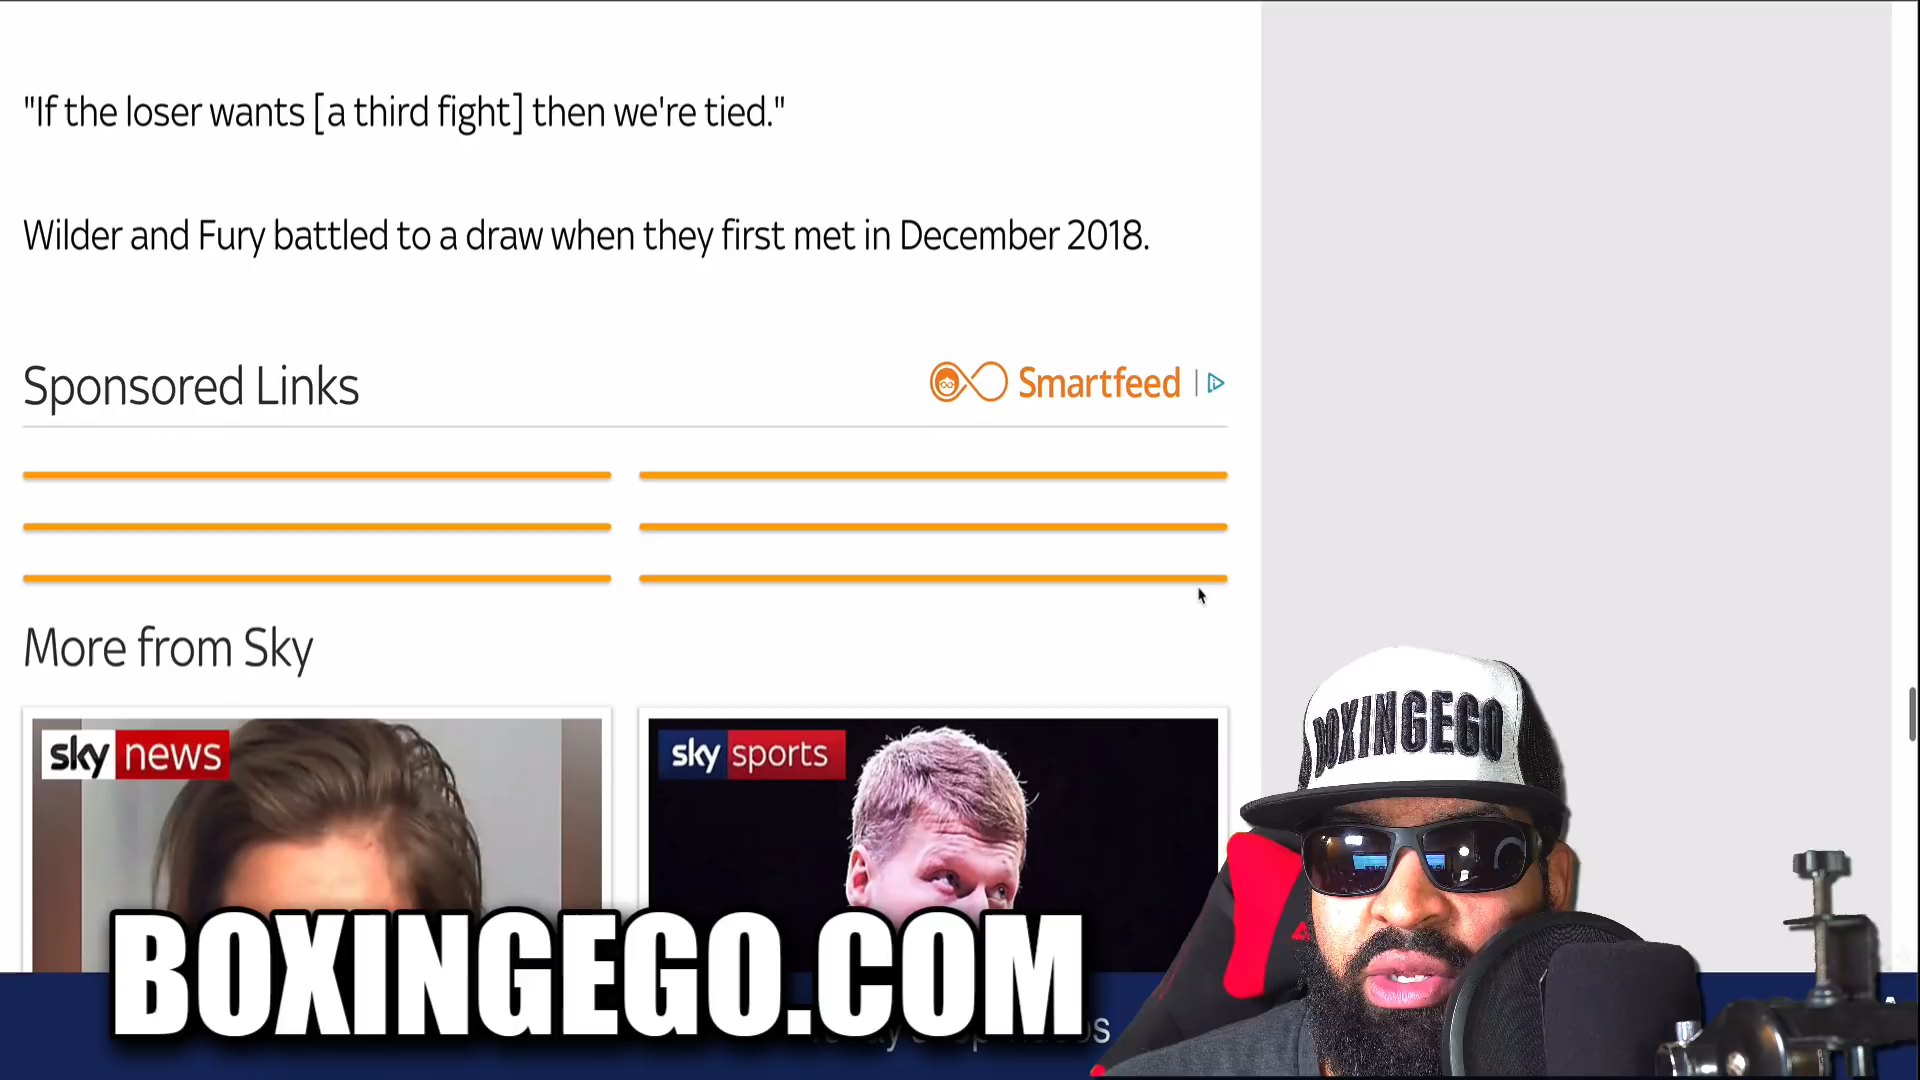 "If the loser wants [a third fight] then we're tied."
Wilder and Fury battled to a draw when they first met in December 2018.
Sponsored Links
Smartfeed
More from Sky
sky news
sky sports
BOXINGEGO
BOXINGEGO.COM